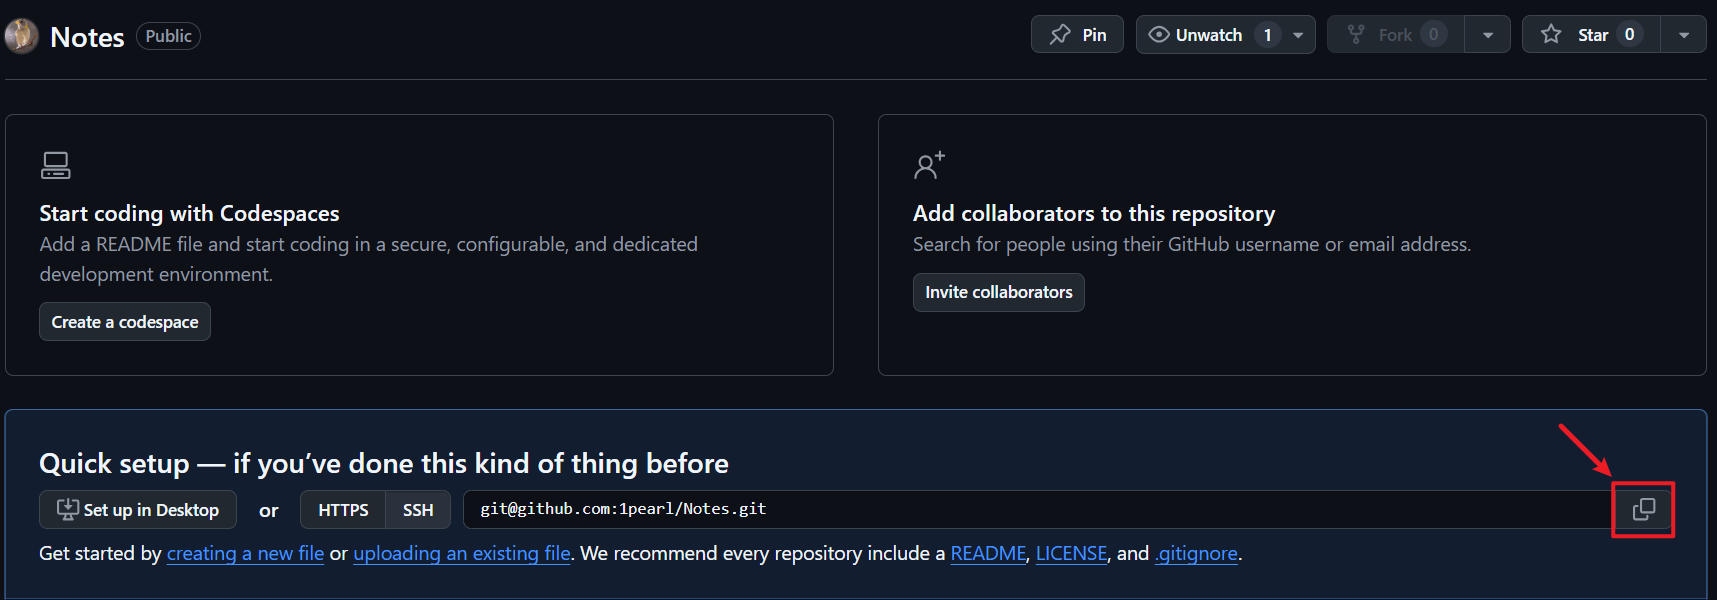 Notes Public Pin Unwatch 1 Fork 0 Star 0
Start coding with Codespaces
Add a README file and start coding in a secure, configurable, and dedicated
development environment.
Create a codespace
Add collaborators to this repository
Search for people using their GitHub username or email address.
Invite collaborators
Quick setup — if you’ve done this kind of thing before
Set up in Desktop or HTTPS SSH git@github.com:1pearl/Notes.git
Get started by creating a new file or uploading an existing file. We recommend every repository include a README, LICENSE, and .gitignore.